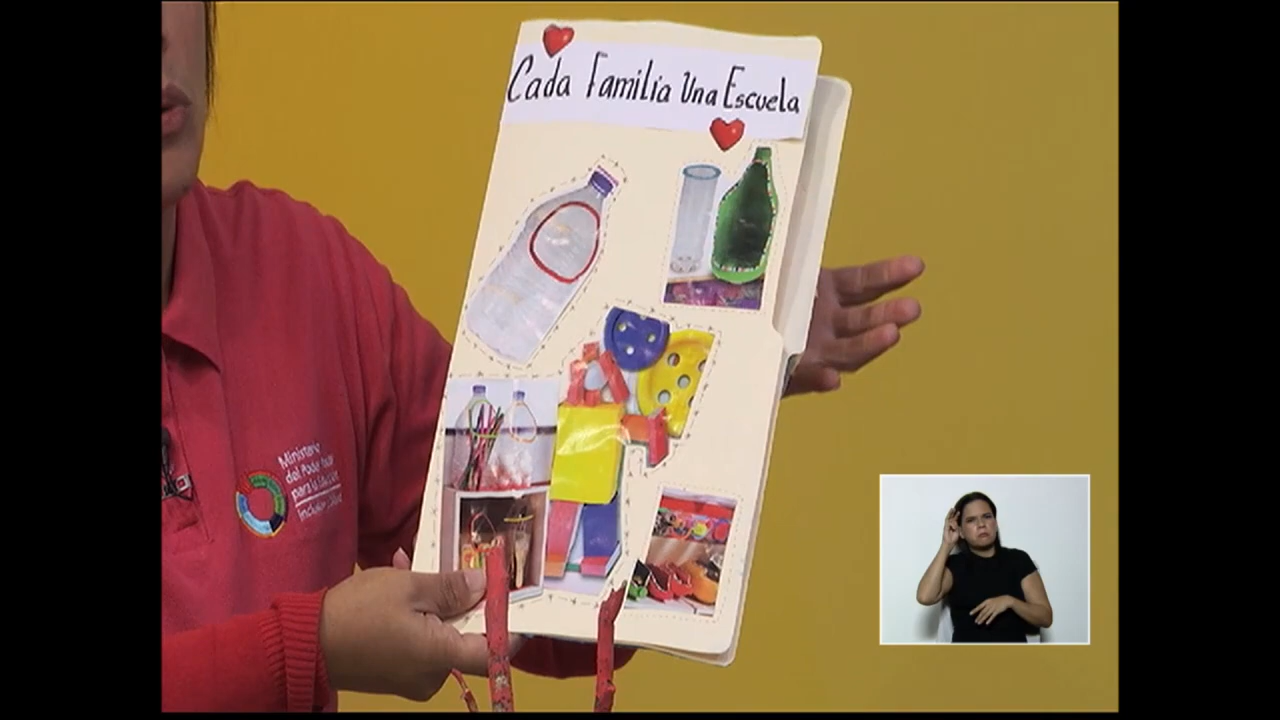 Cada Familia Una Escuela
Ministerio
del Poder Popular
para la Educación